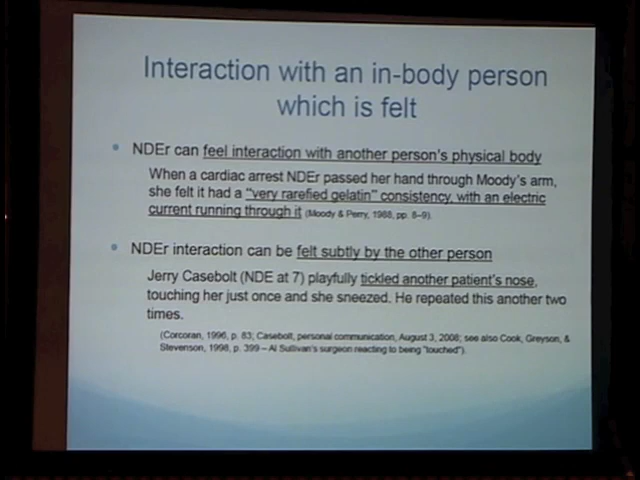 Interaction with an in-body person
which is felt
• NDEr can feel interaction with another person's physical body
When a cardiac arrest NDEr passed her hand through Moody's arm,
she felt it had a "very rarefied gelatin" consistency, with an electric
current running through it (Moody & Perry, 1988, pp. 8–9).
• NDEr interaction can be felt subtly by the other person
Jerry Casebolt (NDE at 7) playfully tickled another patient's nose,
touching her just once and she sneezed. He repeated this another two
times.
(Corcoran, 1996, p. 63; Casebolt, personal communication, August 3, 2006; see also Cook, Greyson, &
Stevenson, 1998, p. 399 – Al Sullivan's surgeon reacting to being "touched").